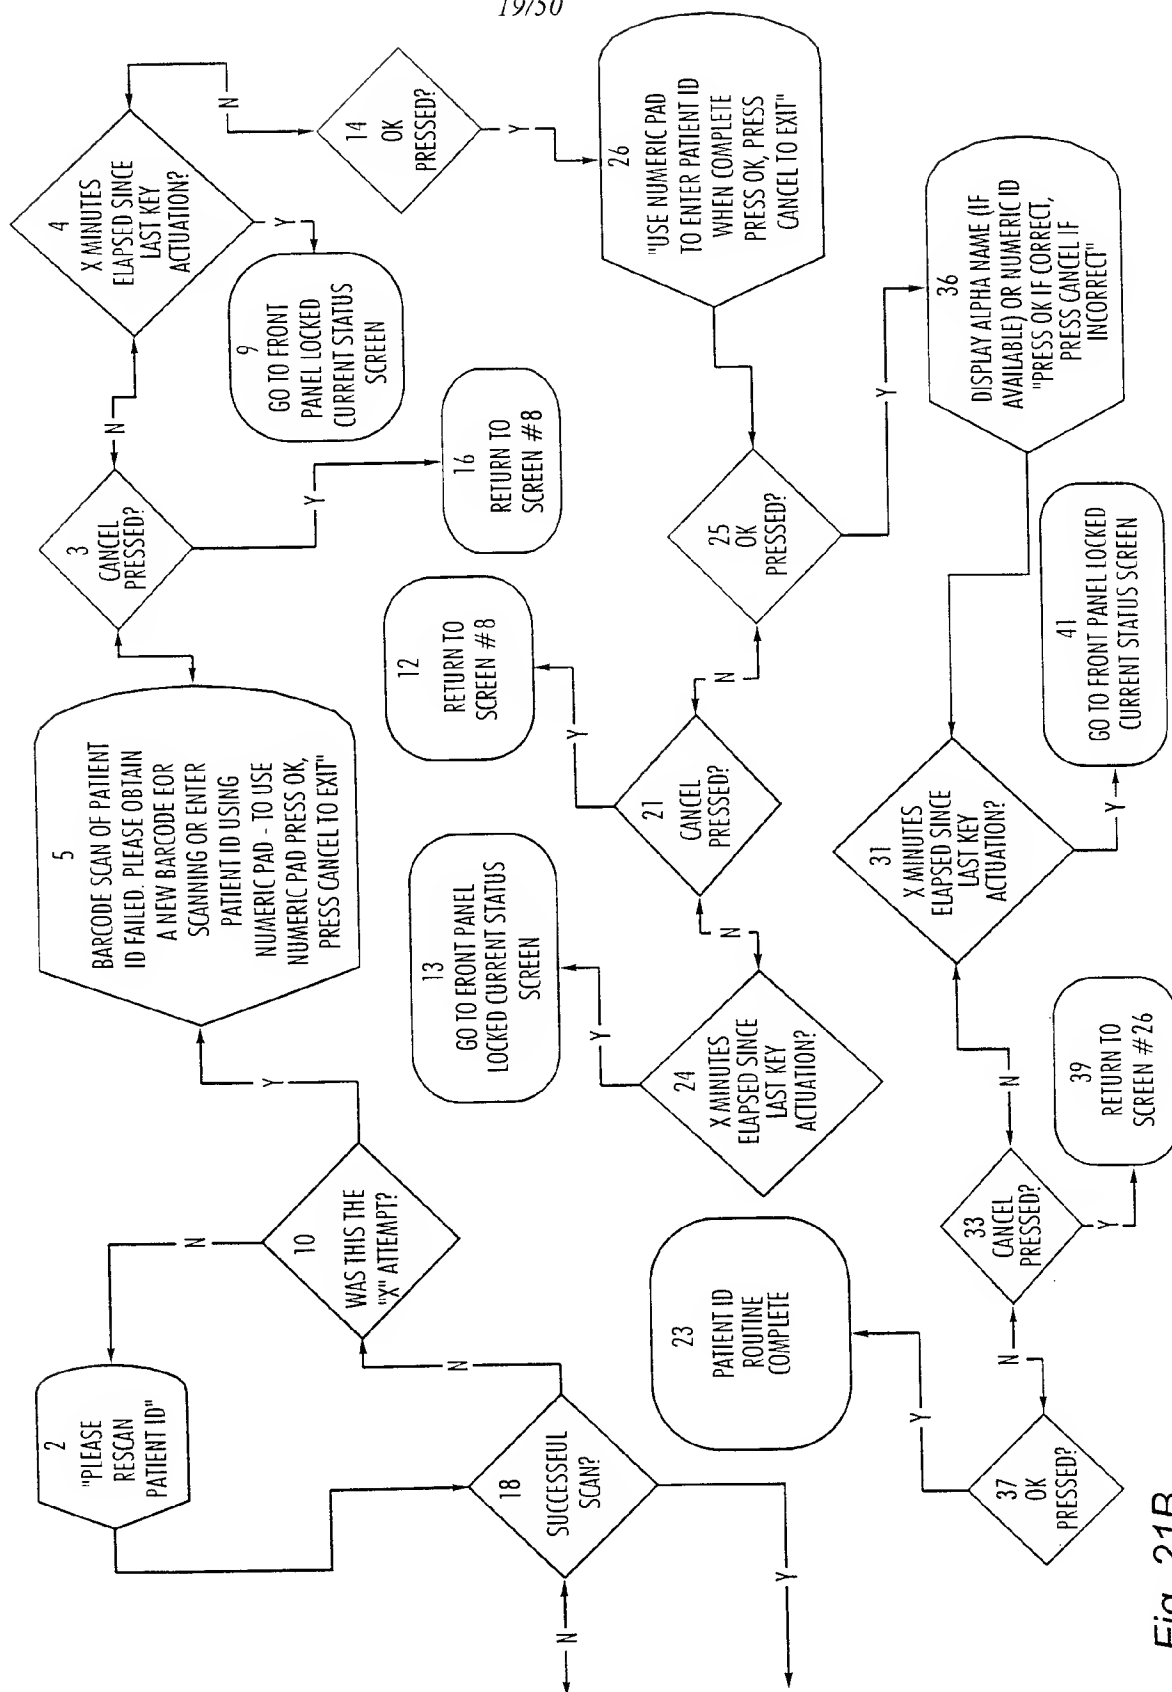 19/50
2
"PLEASE
RESCAN
PATIENT ID"
18
SUCCESSEUL
SCAN?
N
Y
N
10
WAS THIS THE
"X" ATTEMPT?
N
Y
5
BARCODE SCAN OF PATIENT
ID FAILED. PLEASE OBTAIN
A NEW BARCODE EOR
SCANNING OR ENTER
PATIENT ID USING
NUMERIC PAD - TO USE
NUMERIC PAD PRESS OK,
PRESS CANCEL TO EXIT"
3
CANCEL
PRESSED?
N
Y
16
RETURN TO
SCREEN #8
4
X MINUTES
ELAPSED SINCE
LAST KEY
ACTUATION?
Y
N
9
GO TO FRONT
PANEL LOCKED
CURRENT STATUS
SCREEN
14
OK
PRESSED?
Y
26
"USE NUMERIC PAD
TO ENTER PATIENT ID
WHEN COMPLETE
PRESS OK, PRESS
CANCEL TO EXIT"
25
OK
PRESSED?
N
Y
21
CANCEL
PRESSED?
Y
N
12
RETURN TO
SCREEN #8
24
X MINUTES
ELAPSED SINCE
LAST KEY
ACTUATION?
Y
13
GO TO ERONT PANEL
LOCKED CURRENT STATUS
SCREEN
36
DISPLAY ALPHA NAME (IF
AVAILABLE) OR NUMERIC ID
"PRESS OK IF CORRECT,
PRESS CANCEL IF
INCORRECT"
31
X MINUTES
ELAPSED SINCE
LAST KEY
ACTUATION?
Y
N
41
GO TO FRONT PANEL LOCKED
CURRENT STATUS SCREEN
33
CANCEL
PRESSED?
Y
N
39
RETURN TO
SCREEN #26
37
OK
PRESSED?
Y
23
PATIENT ID
ROUTINE
COMPLETE
Fig. 21B